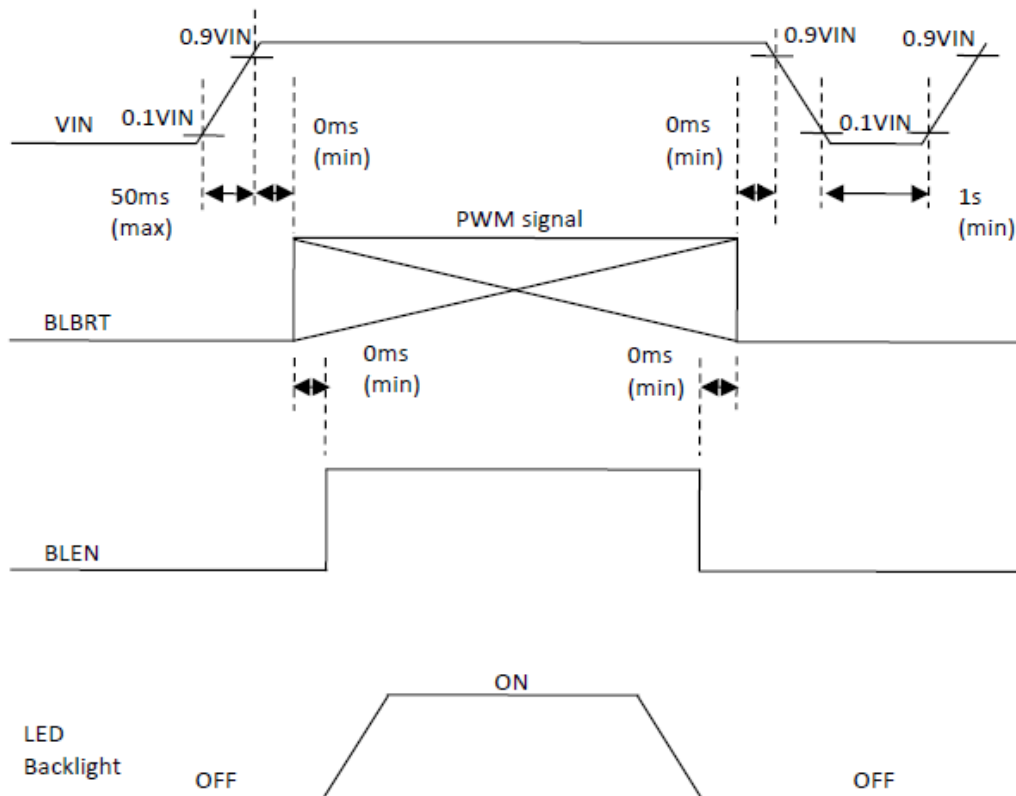 0.9VIN
0.9VIN
0.9VIN
VIN
0.1VIN
0ms
(min)
0ms
(min)
0.1VIN
50ms
(max)
1s
(min)
PWM signal
BLBRT
0ms
(min)
0ms
(min)
BLEN
ON
LED
Backlight
OFF
OFF